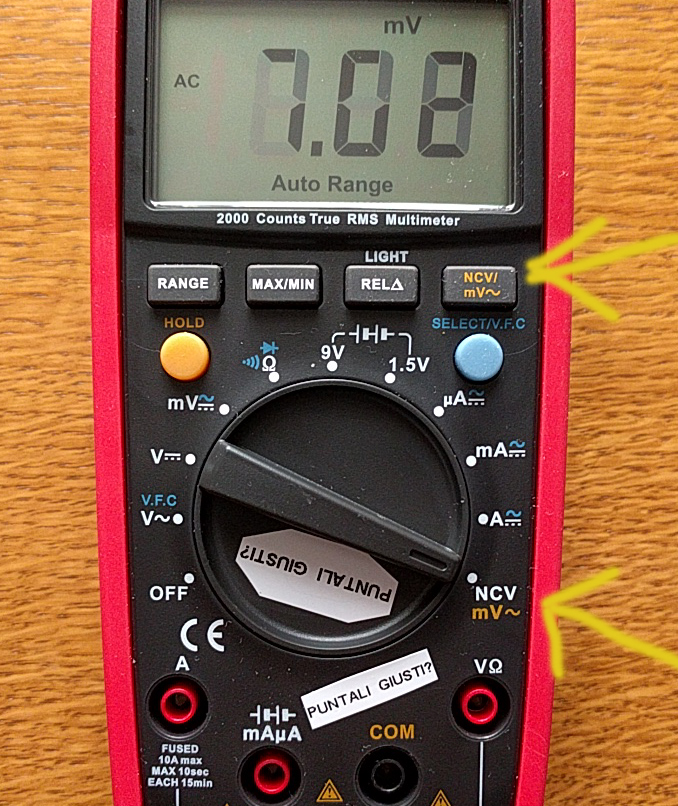 mV
AC
7.08
Auto Range
2000 Counts True RMS Multimeter
LIGHT
RANGE
MAX/MIN
REL∆
NCV/
mV~
HOLD
SELECT/V.F.C
Ω
9V
1.5V
mV
µA
V
mA
V.F.C
V~
A
OFF
NCV
mV~
PUNTALI GIUSTI?
CE
A
PUNTALI GIUSTI?
VΩ
mAµA
COM
FUSED
10A max
MAX 10sec
EACH 15min